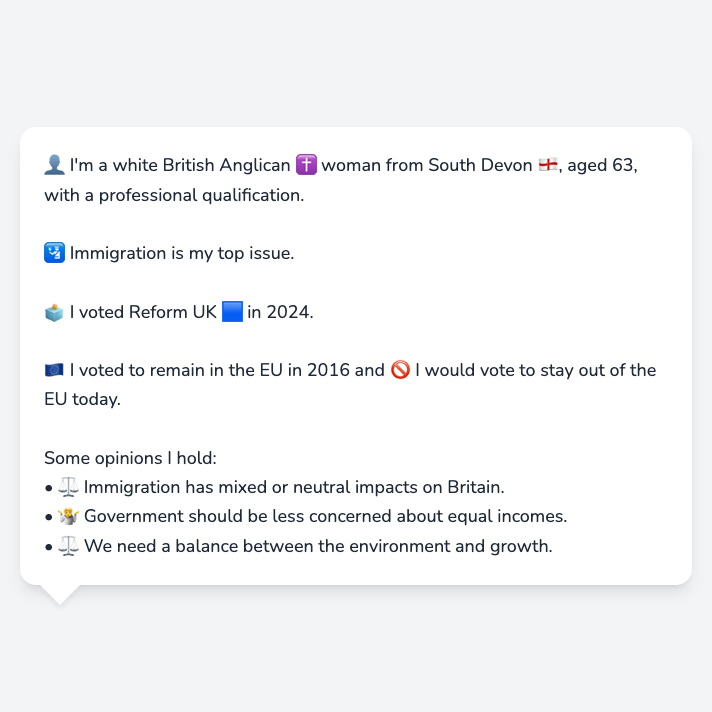 👤 I'm a white British Anglican ✝️ woman from South Devon 🏴󠁧󠁢󠁥󠁮󠁧󠁿, aged 63,
with a professional qualification.
🛂 Immigration is my top issue.
🗳️ I voted Reform UK 🟦 in 2024.
🇪🇺 I voted to remain in the EU in 2016 and 🚫 I would vote to stay out of the
EU today.
Some opinions I hold:
• ⚖️ Immigration has mixed or neutral impacts on Britain.
• 🤷 Government should be less concerned about equal incomes.
• ⚖️ We need a balance between the environment and growth.